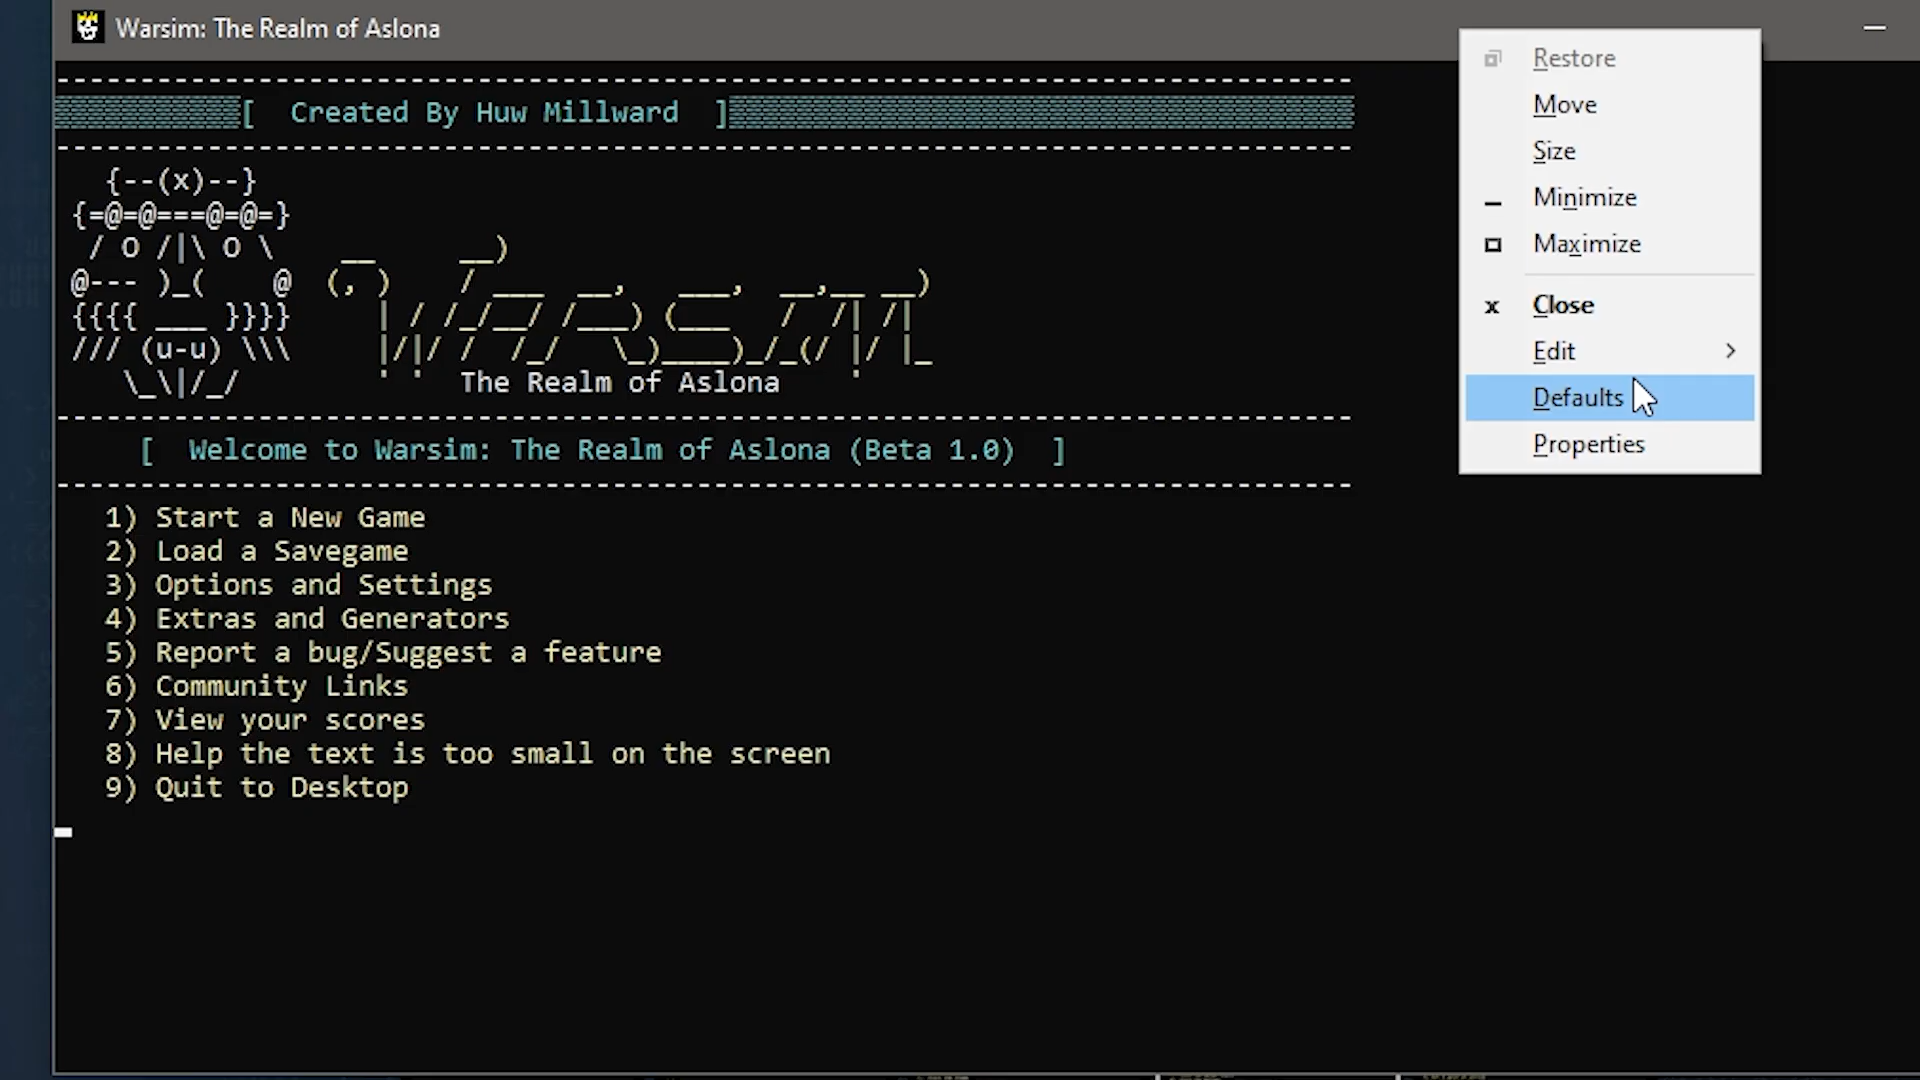 Warsim: The Realm of Aslona
[  Created By Huw Millward  ]
{--(x)--}
{=@=@===@=@=}
/ O /|\ O \
@--- )_(    @
{{{{ ___ }}}}
/// (u-u) \\\
\_\|/_/
Warsim
The Realm of Aslona
[  Welcome to Warsim: The Realm of Aslona (Beta 1.0)  ]
1) Start a New Game
2) Load a Savegame
3) Options and Settings
4) Extras and Generators
5) Report a bug/Suggest a feature
6) Community Links
7) View your scores
8) Help the text is too small on the screen
9) Quit to Desktop
Restore
Move
Size
Minimize
Maximize
x Close
Edit
Defaults
Properties